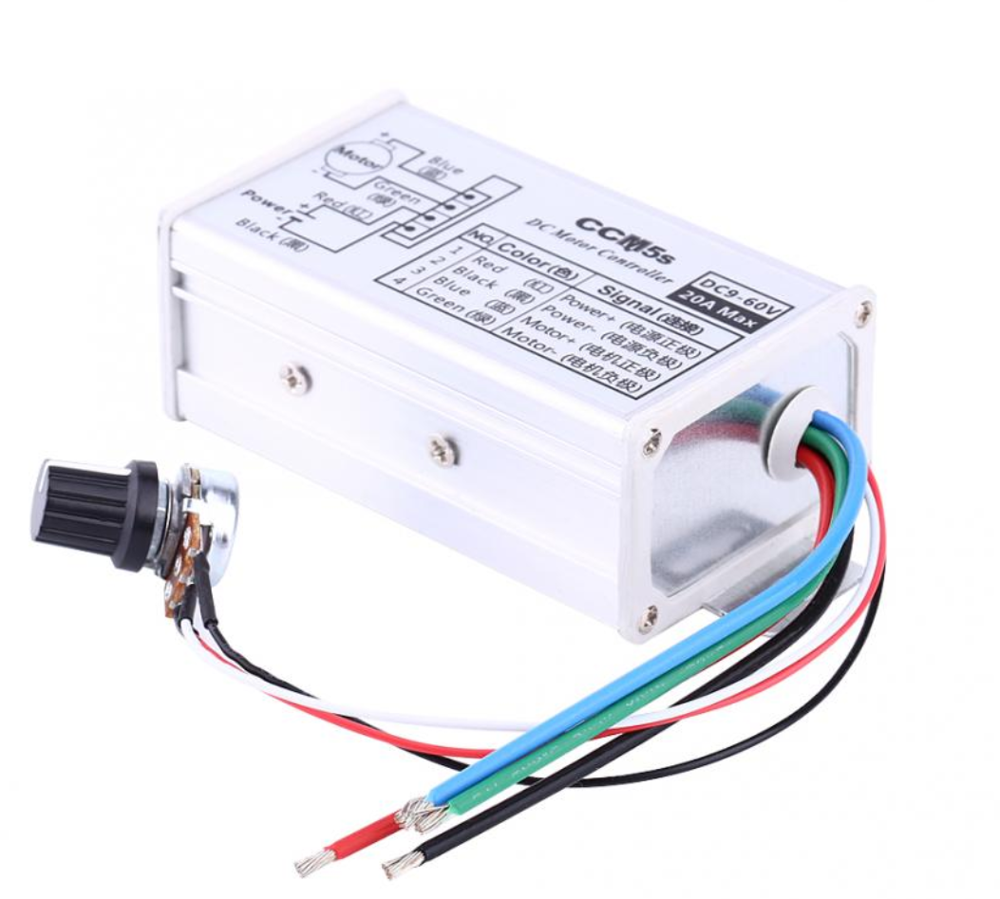 Motor
+
-
Blue
(蓝)
Green
(绿)
Power
+
-
Red(红)
Black(黑)
CCM5s
DC Motor Controller
DC9-60V
20A Max
NO. Color(色) Signal(连接)
1 Red (红) Power+ (电源正极)
2 Black (黑) Power- (电源负极)
3 Blue (蓝) Motor+ (电机正极)
4 Green(绿) Motor- (电机负极)